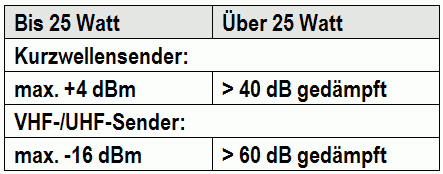 Bis 25 Watt Über 25 Watt
Kurzwellensender:
max. +4 dBm > 40 dB gedämpft
VHF-/UHF-Sender:
max. -16 dBm > 60 dB gedämpft